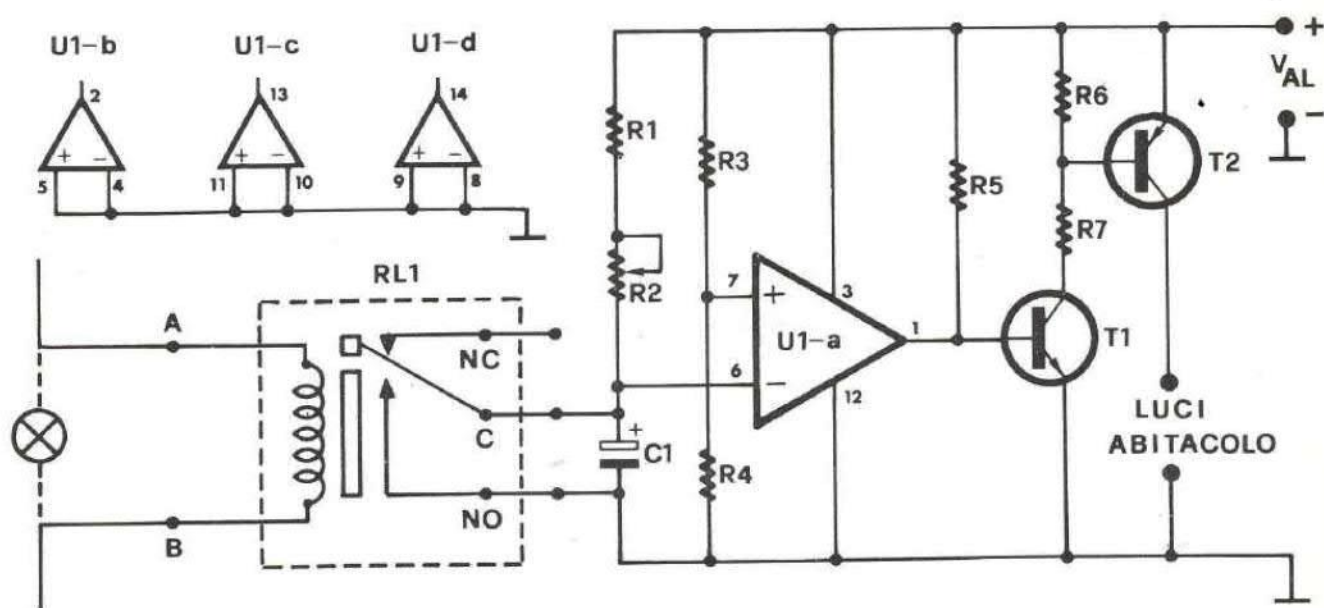 U1-b
U1-c
U1-d
2
13
14
+ -
+ -
+ -
5
4
11
10
9
8
R1
R3
R5
R6
R7
T2
+
V AL
-
RL1
A
B
NC
C
NO
R2
+
C1
R4
7
+
3
U1-a
1
6
-
12
T1
LUCI
ABITACOLO